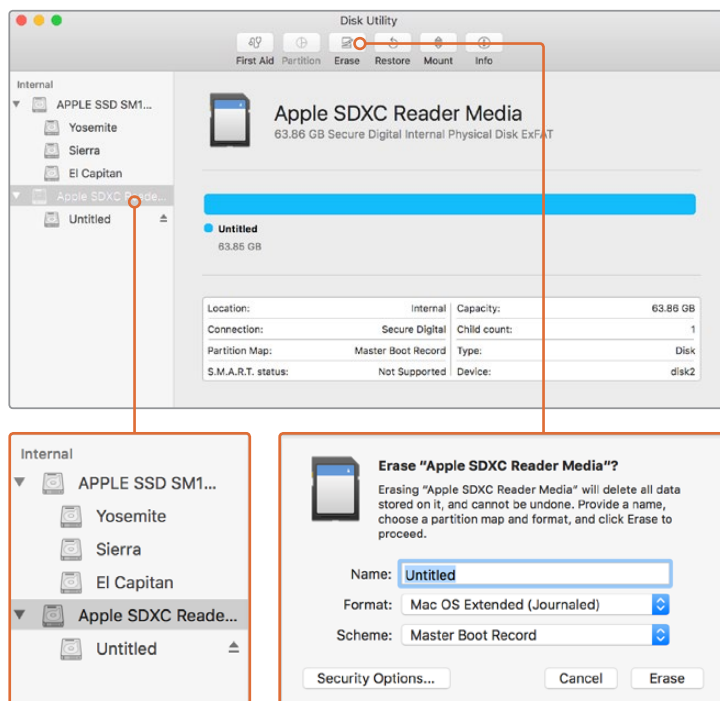 Disk Utility
First Aid Partition Erase Restore Mount Info
Internal
APPLE SSD SM1...
Yosemite
Sierra
El Capitan
Apple SDXC Reade...
Untitled
Apple SDXC Reader Media
63.86 GB Secure Digital Internal Physical Disk ExFAT
Untitled
63.85 GB
Location: Internal Capacity: 63.86 GB
Connection: Secure Digital Child count: 1
Partition Map: Master Boot Record Type: Disk
S.M.A.R.T. status: Not Supported Device: disk2
Internal
APPLE SSD SM1...
Yosemite
Sierra
El Capitan
Apple SDXC Reade...
Untitled
Erase “Apple SDXC Reader Media”?
Erasing “Apple SDXC Reader Media” will delete all data
stored on it, and cannot be undone. Provide a name,
choose a partition map and format, and click Erase to
proceed.
Name: Untitled
Format: Mac OS Extended (Journaled)
Scheme: Master Boot Record
Security Options... Cancel Erase